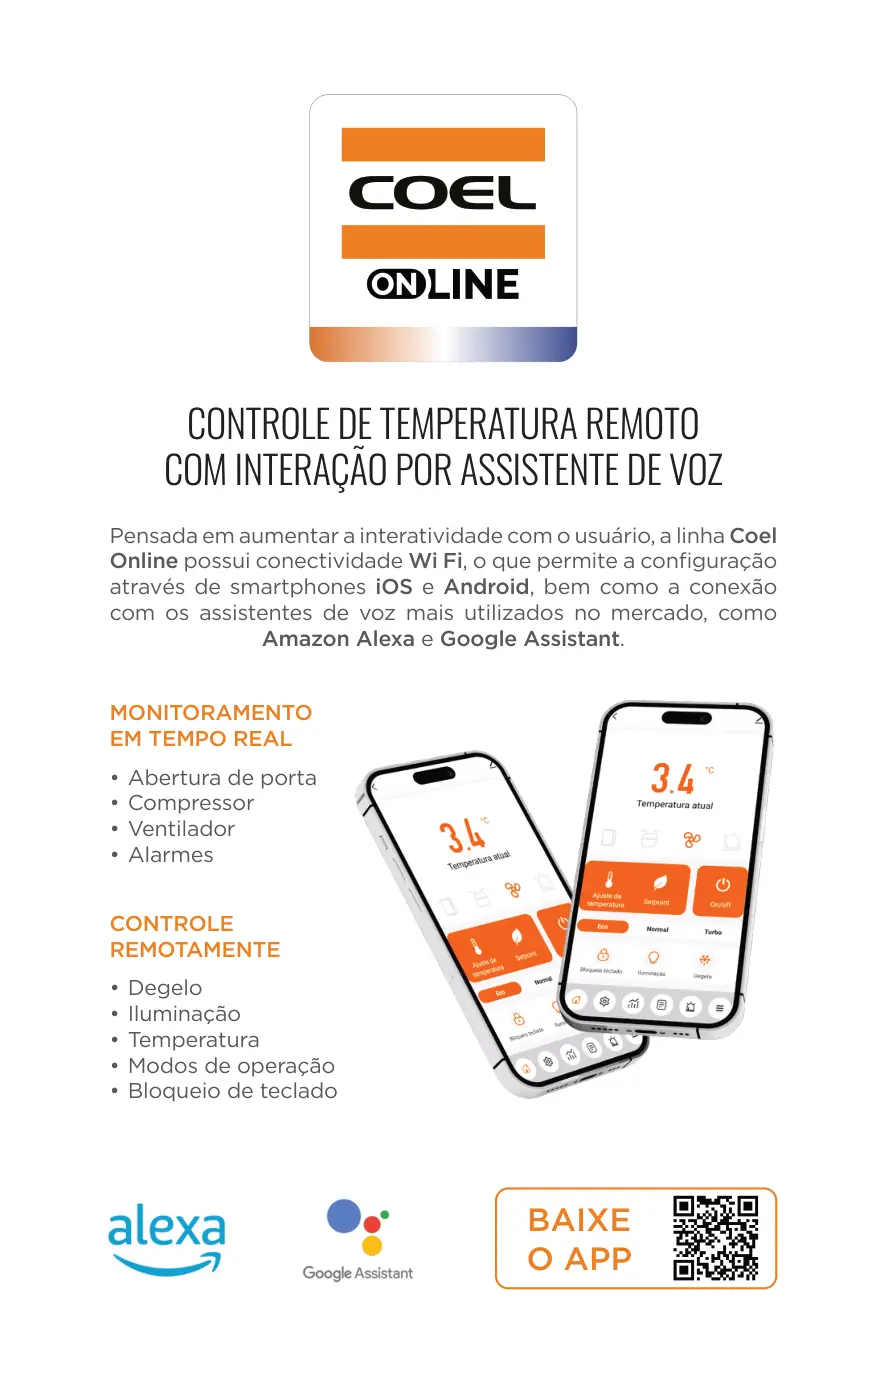 COEL
ONLINE
CONTROLE DE TEMPERATURA REMOTO
COM INTERAÇÃO POR ASSISTENTE DE VOZ
Pensada em aumentar a interatividade com o usuário, a linha Coel
Online possui conectividade Wi Fi, o que permite a configuração
através de smartphones iOS e Android, bem como a conexão
com os assistentes de voz mais utilizados no mercado, como
Amazon Alexa e Google Assistant.
MONITORAMENTO
EM TEMPO REAL
• Abertura de porta
• Compressor
• Ventilador
• Alarmes
CONTROLE
REMOTAMENTE
• Degelo
• Iluminação
• Temperatura
• Modos de operação
• Bloqueio de teclado
3.4 °C
Temperatura atual
Ajuste de
temperatura
Setpoint
Eco
Normal
Bloqueio teclado
3.4 °C
Temperatura atual
Ajuste de
temperatura
Setpoint
On/off
Eco
Normal
Turbo
Bloqueio teclado
Iluminação
Degelo
alexa
Google Assistant
BAIXE
O APP